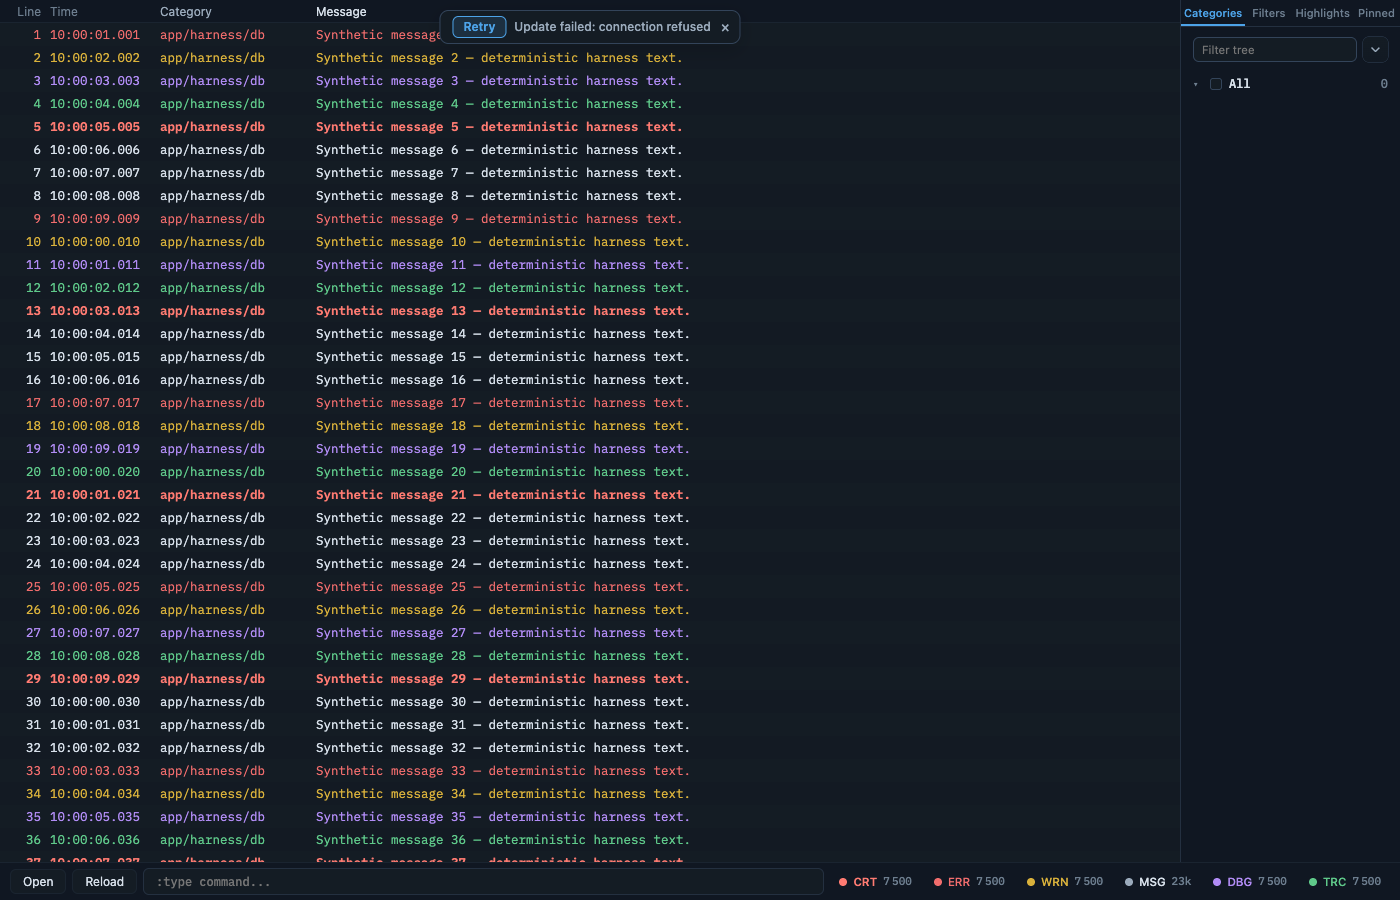 Line Time Category Message
Retry Update failed: connection refused ×
Categories Filters Highlights Pinned
Filter tree
All 0
1 10:00:01.001 app/harness/db Synthetic message
2 10:00:02.002 app/harness/db Synthetic message 2 — deterministic harness text.
3 10:00:03.003 app/harness/db Synthetic message 3 — deterministic harness text.
4 10:00:04.004 app/harness/db Synthetic message 4 — deterministic harness text.
5 10:00:05.005 app/harness/db Synthetic message 5 — deterministic harness text.
6 10:00:06.006 app/harness/db Synthetic message 6 — deterministic harness text.
7 10:00:07.007 app/harness/db Synthetic message 7 — deterministic harness text.
8 10:00:08.008 app/harness/db Synthetic message 8 — deterministic harness text.
9 10:00:09.009 app/harness/db Synthetic message 9 — deterministic harness text.
10 10:00:00.010 app/harness/db Synthetic message 10 — deterministic harness text.
11 10:00:01.011 app/harness/db Synthetic message 11 — deterministic harness text.
12 10:00:02.012 app/harness/db Synthetic message 12 — deterministic harness text.
13 10:00:03.013 app/harness/db Synthetic message 13 — deterministic harness text.
14 10:00:04.014 app/harness/db Synthetic message 14 — deterministic harness text.
15 10:00:05.015 app/harness/db Synthetic message 15 — deterministic harness text.
16 10:00:06.016 app/harness/db Synthetic message 16 — deterministic harness text.
17 10:00:07.017 app/harness/db Synthetic message 17 — deterministic harness text.
18 10:00:08.018 app/harness/db Synthetic message 18 — deterministic harness text.
19 10:00:09.019 app/harness/db Synthetic message 19 — deterministic harness text.
20 10:00:00.020 app/harness/db Synthetic message 20 — deterministic harness text.
21 10:00:01.021 app/harness/db Synthetic message 21 — deterministic harness text.
22 10:00:02.022 app/harness/db Synthetic message 22 — deterministic harness text.
23 10:00:03.023 app/harness/db Synthetic message 23 — deterministic harness text.
24 10:00:04.024 app/harness/db Synthetic message 24 — deterministic harness text.
25 10:00:05.025 app/harness/db Synthetic message 25 — deterministic harness text.
26 10:00:06.026 app/harness/db Synthetic message 26 — deterministic harness text.
27 10:00:07.027 app/harness/db Synthetic message 27 — deterministic harness text.
28 10:00:08.028 app/harness/db Synthetic message 28 — deterministic harness text.
29 10:00:09.029 app/harness/db Synthetic message 29 — deterministic harness text.
30 10:00:00.030 app/harness/db Synthetic message 30 — deterministic harness text.
31 10:00:01.031 app/harness/db Synthetic message 31 — deterministic harness text.
32 10:00:02.032 app/harness/db Synthetic message 32 — deterministic harness text.
33 10:00:03.033 app/harness/db Synthetic message 33 — deterministic harness text.
34 10:00:04.034 app/harness/db Synthetic message 34 — deterministic harness text.
35 10:00:05.035 app/harness/db Synthetic message 35 — deterministic harness text.
36 10:00:06.036 app/harness/db Synthetic message 36 — deterministic harness text.
Open Reload :type command... CRT 7 500 ERR 7 500 WRN 7 500 MSG 23k DBG 7 500 TRC 7 500